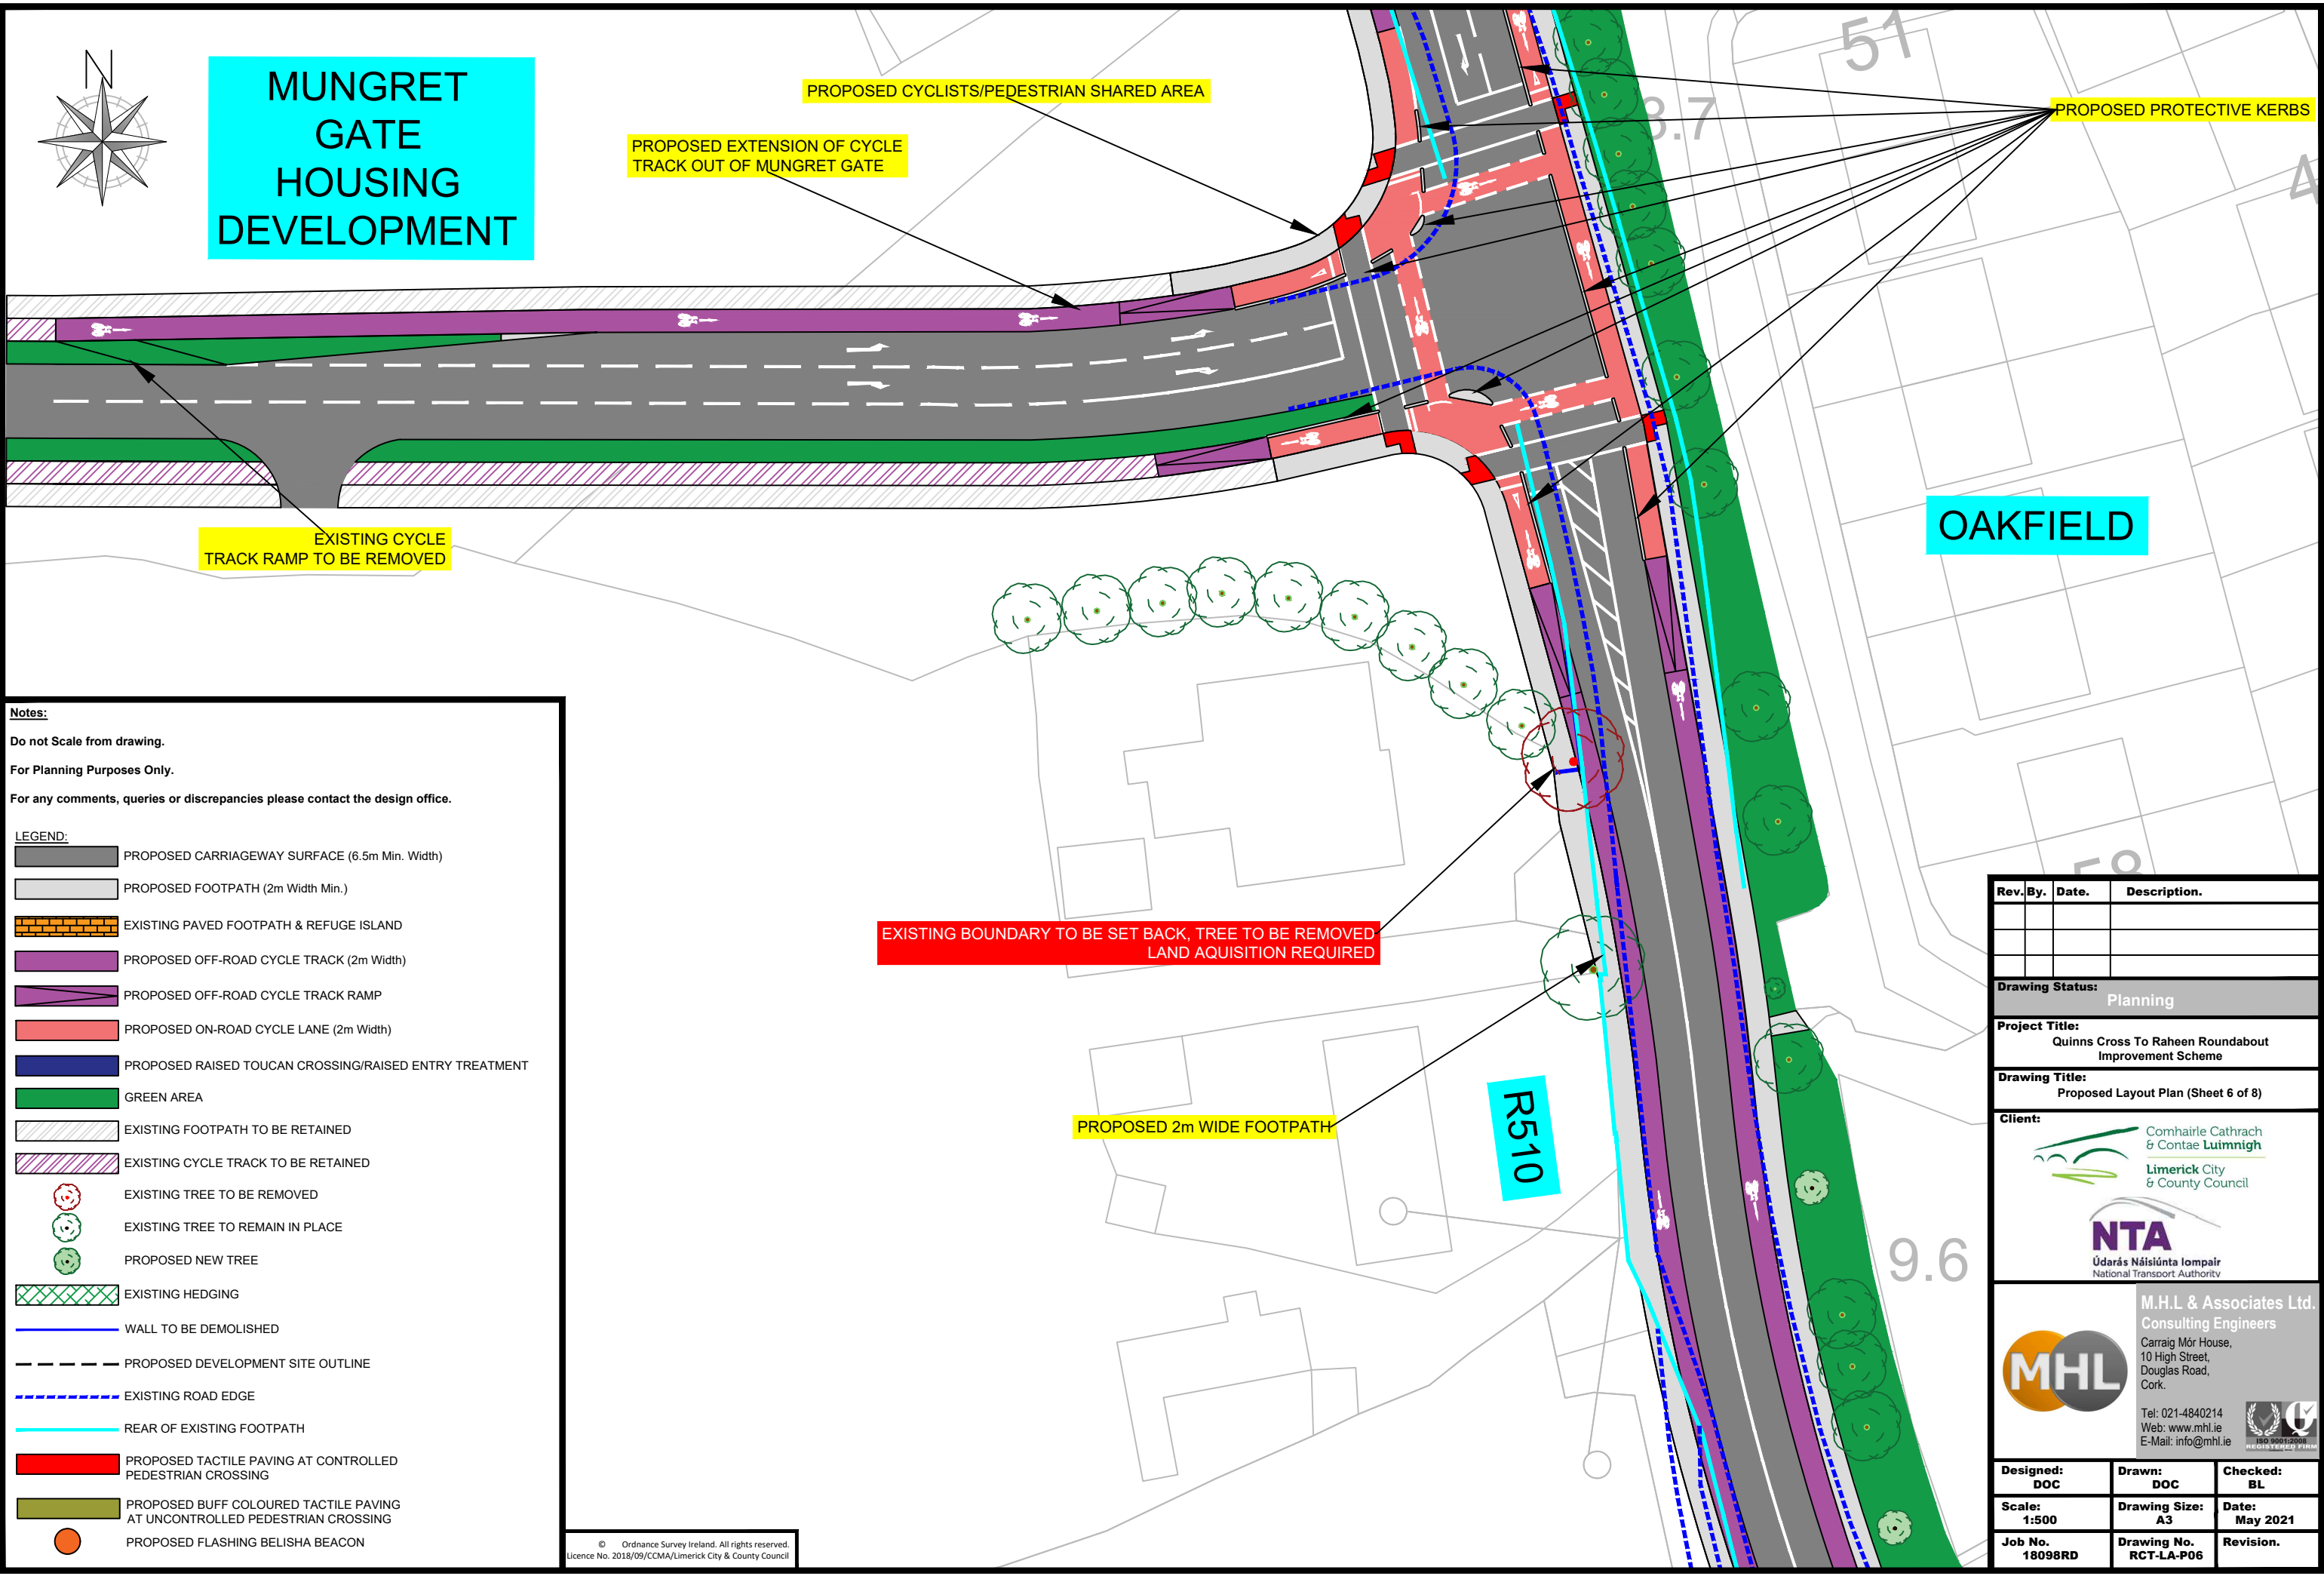 N
MUNGRET
GATE
HOUSING
DEVELOPMENT
PROPOSED CYCLISTS/PEDESTRIAN SHARED AREA
PROPOSED EXTENSION OF CYCLE
TRACK OUT OF MUNGRET GATE
PROPOSED PROTECTIVE KERBS
51
8.7
4
OAKFIELD
EXISTING CYCLE
TRACK RAMP TO BE REMOVED
58
EXISTING BOUNDARY TO BE SET BACK, TREE TO BE REMOVED
LAND AQUISITION REQUIRED
PROPOSED 2m WIDE FOOTPATH
R510
9.6
Notes:
Do not Scale from drawing.
For Planning Purposes Only.
For any comments, queries or discrepancies please contact the design office.
LEGEND:
PROPOSED CARRIAGEWAY SURFACE (6.5m Min. Width)
PROPOSED FOOTPATH (2m Width Min.)
EXISTING PAVED FOOTPATH & REFUGE ISLAND
PROPOSED OFF-ROAD CYCLE TRACK (2m Width)
PROPOSED OFF-ROAD CYCLE TRACK RAMP
PROPOSED ON-ROAD CYCLE LANE (2m Width)
PROPOSED RAISED TOUCAN CROSSING/RAISED ENTRY TREATMENT
GREEN AREA
EXISTING FOOTPATH TO BE RETAINED
EXISTING CYCLE TRACK TO BE RETAINED
EXISTING TREE TO BE REMOVED
EXISTING TREE TO REMAIN IN PLACE
PROPOSED NEW TREE
EXISTING HEDGING
WALL TO BE DEMOLISHED
PROPOSED DEVELOPMENT SITE OUTLINE
EXISTING ROAD EDGE
REAR OF EXISTING FOOTPATH
PROPOSED TACTILE PAVING AT CONTROLLED
PEDESTRIAN CROSSING
PROPOSED BUFF COLOURED TACTILE PAVING
AT UNCONTROLLED PEDESTRIAN CROSSING
PROPOSED FLASHING BELISHA BEACON
© Ordnance Survey Ireland. All rights reserved.
Licence No. 2018/09/CCMA/Limerick City & County Council
Rev. By. Date. Description.
Drawing Status:
Planning
Project Title:
Quinns Cross To Raheen Roundabout
Improvement Scheme
Drawing Title:
Proposed Layout Plan (Sheet 6 of 8)
Client:
Comhairle Cathrach
& Contae Luimnigh
Limerick City
& County Council
NTA
Údarás Náisiúnta Iompair
National Transport Authority
MHL
M.H.L & Associates Ltd.
Consulting Engineers
Carraig Mór House,
10 High Street,
Douglas Road,
Cork.
Tel: 021-4840214
Web: www.mhl.ie
E-Mail: info@mhl.ie
Q
ISO 9001:2008
REGISTERED FIRM
Designed: Drawn: Checked:
DOC DOC BL
Scale: Drawing Size: Date:
1:500 A3 May 2021
Job No. Drawing No. Revision.
18098RD RCT-LA-P06